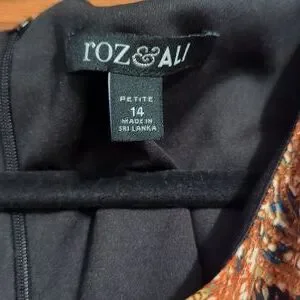 roz&ALI
PETITE
14
MADE IN
SRI LANKA